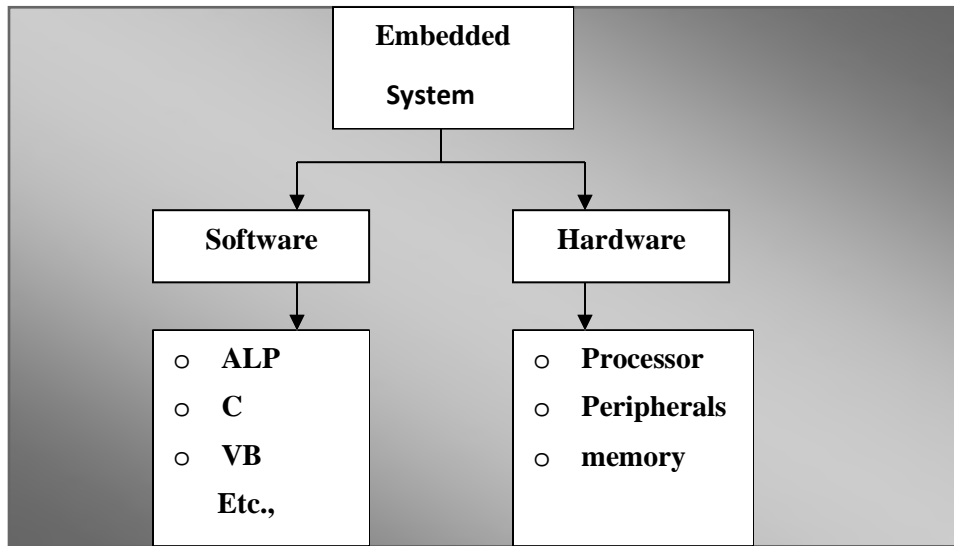 Embedded
System
Software
Hardware
o ALP
o C
o VB
Etc.,
o Processor
o Peripherals
o memory